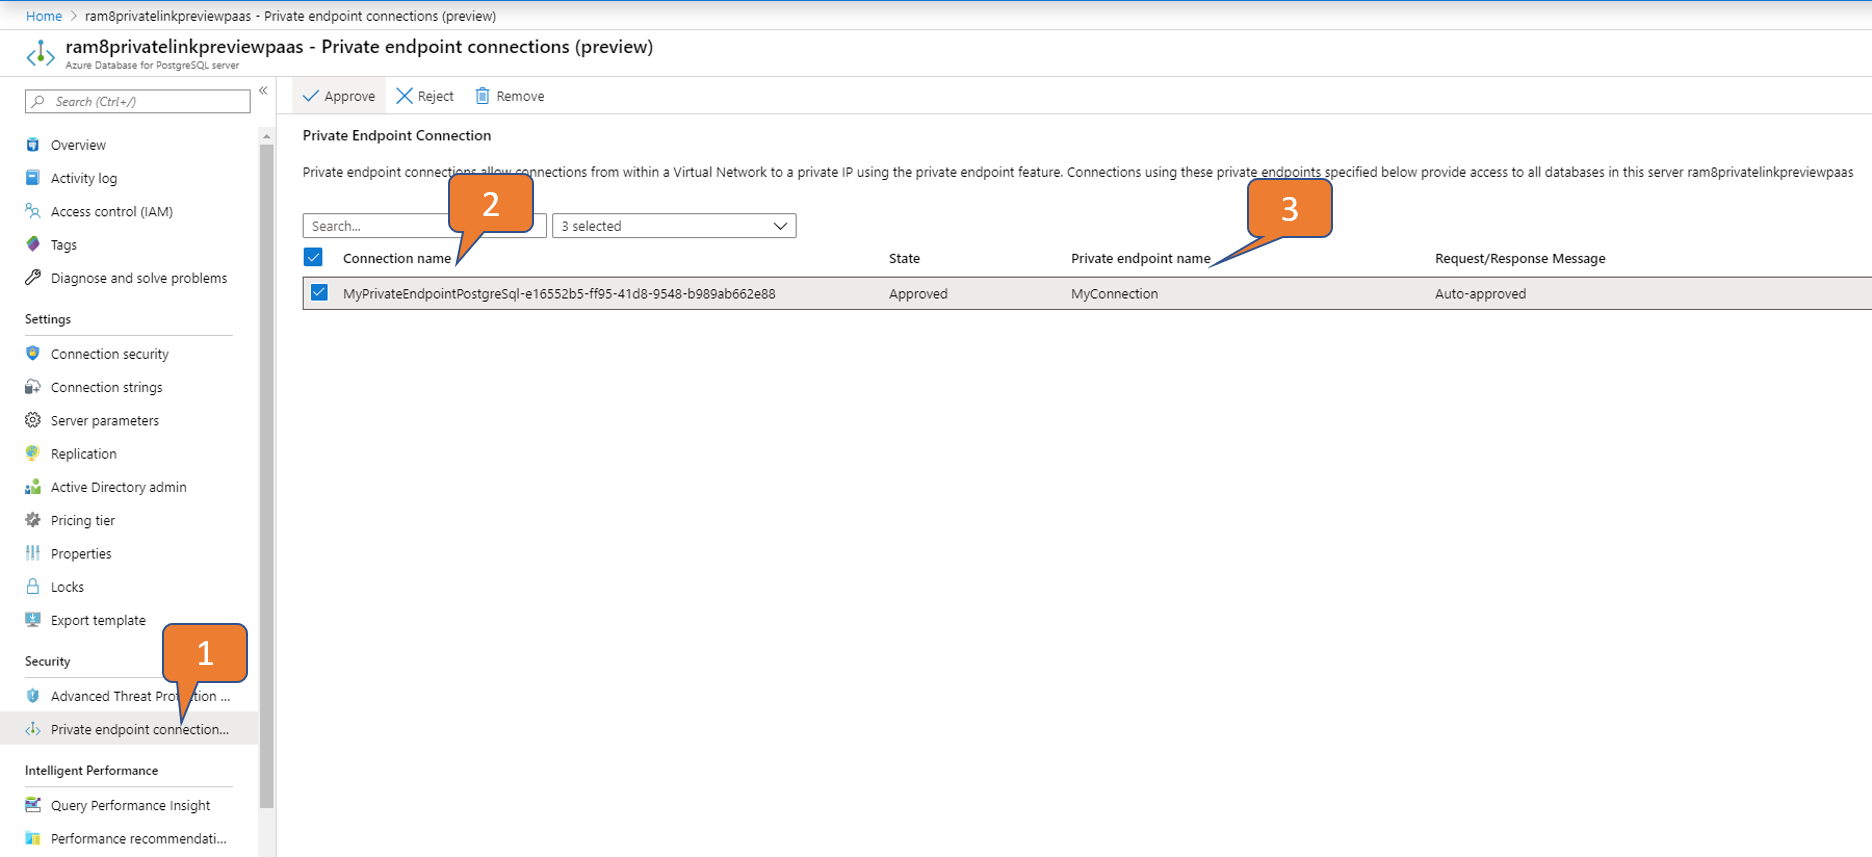 Home > ram8privatelinkpreviewpaas - Private endpoint connections (preview)
ram8privatelinkpreviewpaas - Private endpoint connections (preview)
Azure Database for PostgreSQL server
Search (Ctrl+/)
«
Overview
Activity log
Access control (IAM)
Tags
Diagnose and solve problems
Settings
Connection security
Connection strings
Server parameters
Replication
Active Directory admin
Pricing tier
Properties
Locks
Export template
Security
1
Advanced Threat Protection ...
Private endpoint connection...
Intelligent Performance
Query Performance Insight
Performance recommendati...
Approve Reject Remove
Private Endpoint Connection
Private endpoint connections allow connections from within a Virtual Network to a private IP using the private endpoint feature. Connections using these private endpoints specified below provide access to all databases in this server ram8privatelinkpreviewpaas
2
3
Search... 3 selected
Connection name State Private endpoint name Request/Response Message
MyPrivateEndpointPostgreSql-e16552b5-ff95-41d8-9548-b989ab662e88 Approved MyConnection Auto-approved